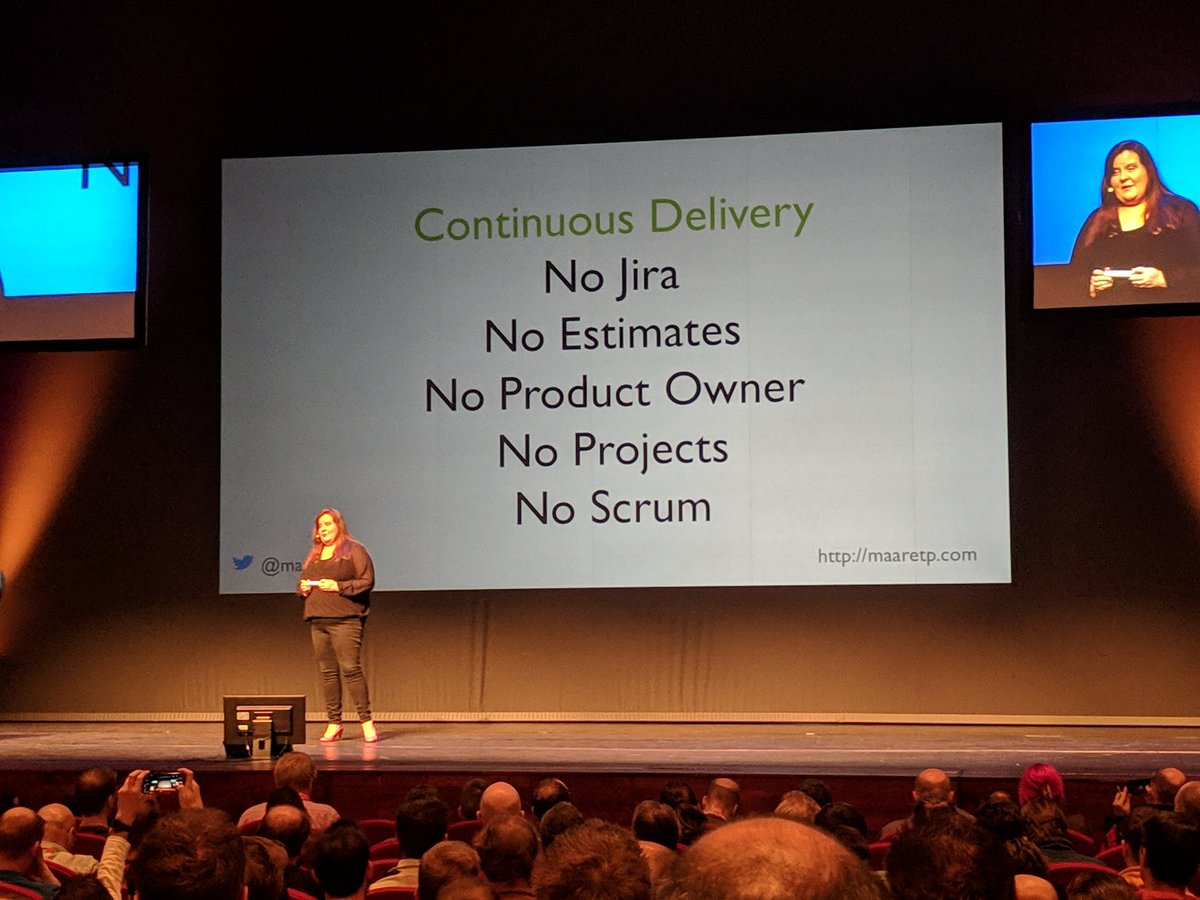 Continuous Delivery
No Jira
No Estimates
No Product Owner
No Projects
No Scrum
@ma
http://maaretp.com
N